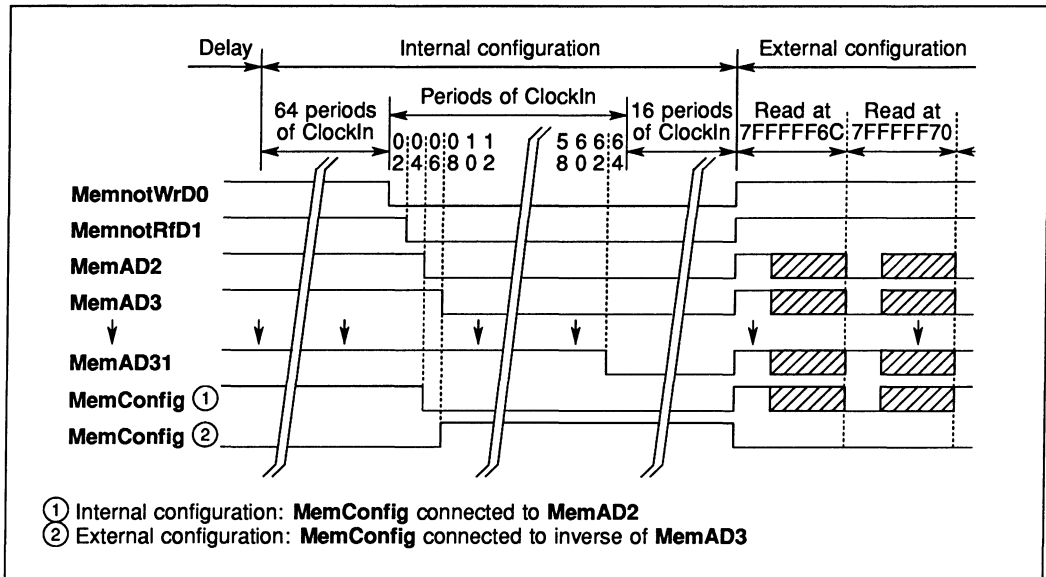 Delay Internal configuration External configuration
Periods of ClockIn
64 periods of ClockIn
16 periods of ClockIn
Read at 7FFFFF6C
Read at 7FFFFF70
0 0 0 0 1 1 5 6 6 6
2 4 6 8 0 2 8 0 2 4
MemnotWrD0
MemnotRfD1
MemAD2
MemAD3
MemAD31
MemConfig ①
MemConfig ②
① Internal configuration: MemConfig connected to MemAD2
② External configuration: MemConfig connected to inverse of MemAD3